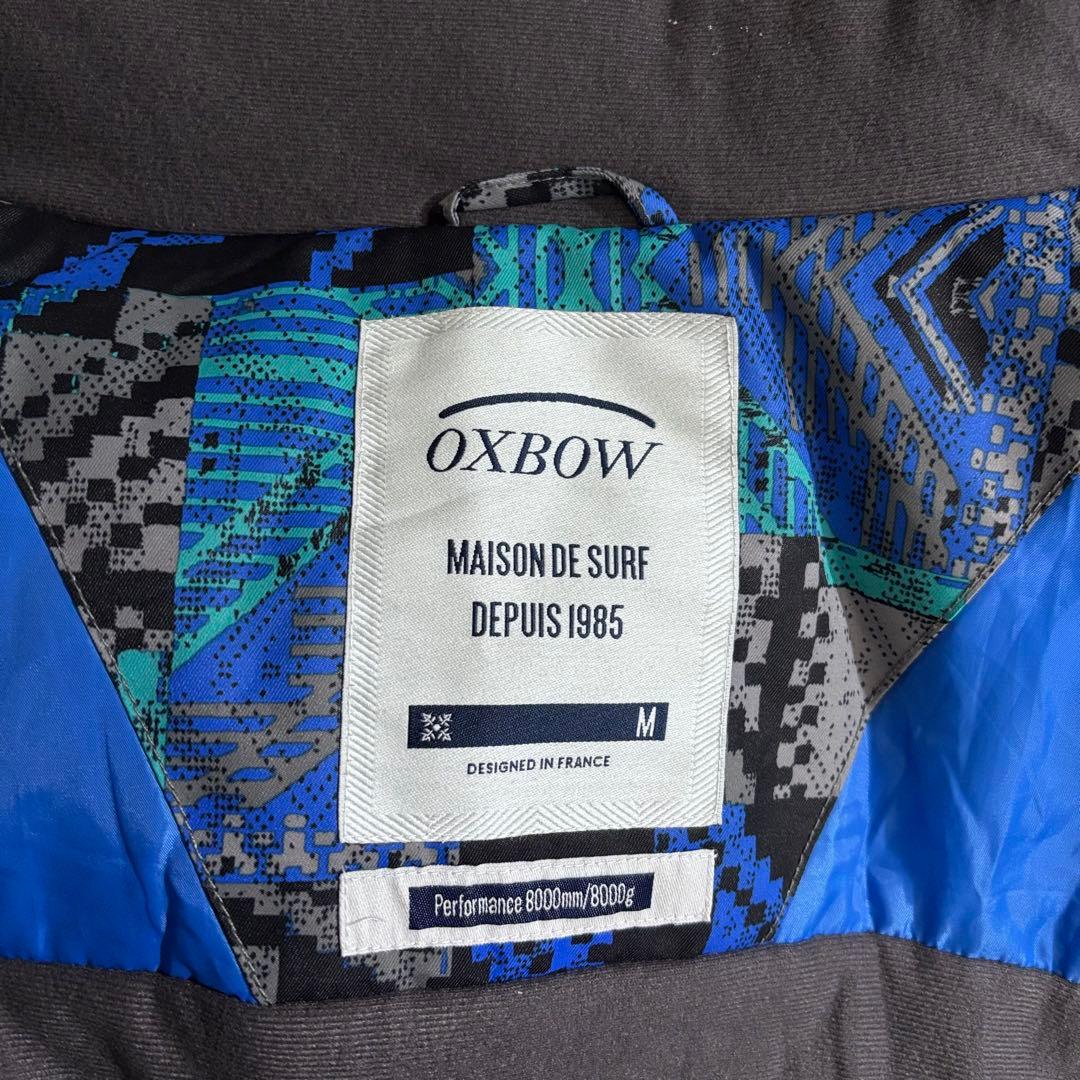 OXBOW
MAISON DE SURF
DEPUIS 1985
M
DESIGNED IN FRANCE
Performance 8000mm/8000g